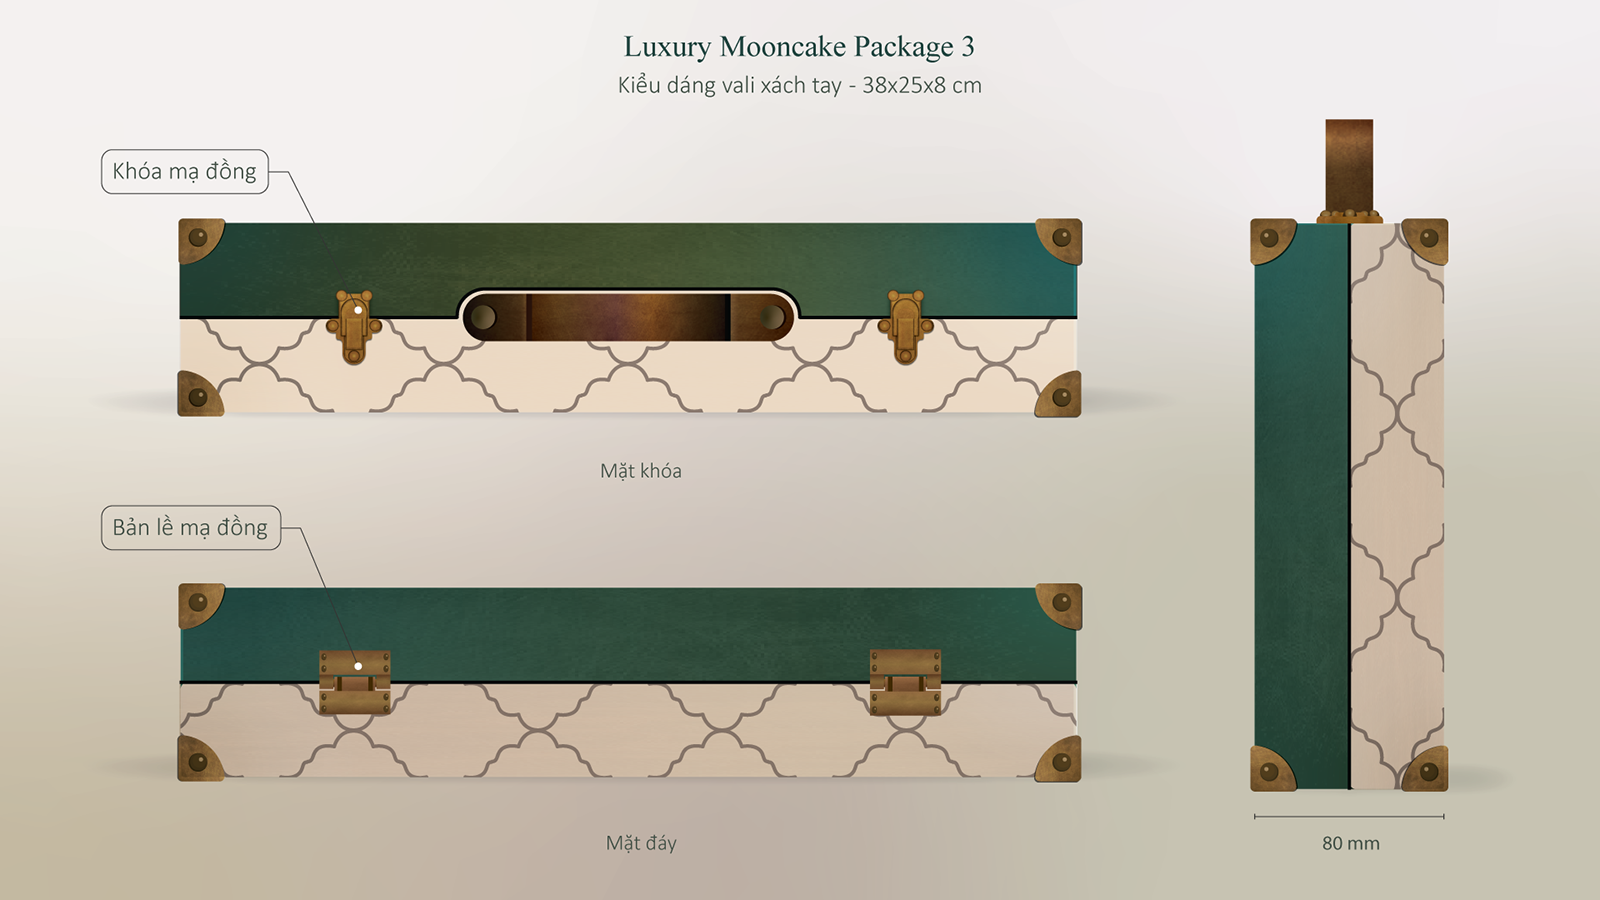 Luxury Mooncake Package 3
Kiểu dáng vali xách tay - 38x25x8 cm
Khóa mạ đồng
Mặt khóa
Bản lề mạ đồng
Mặt đáy
80 mm